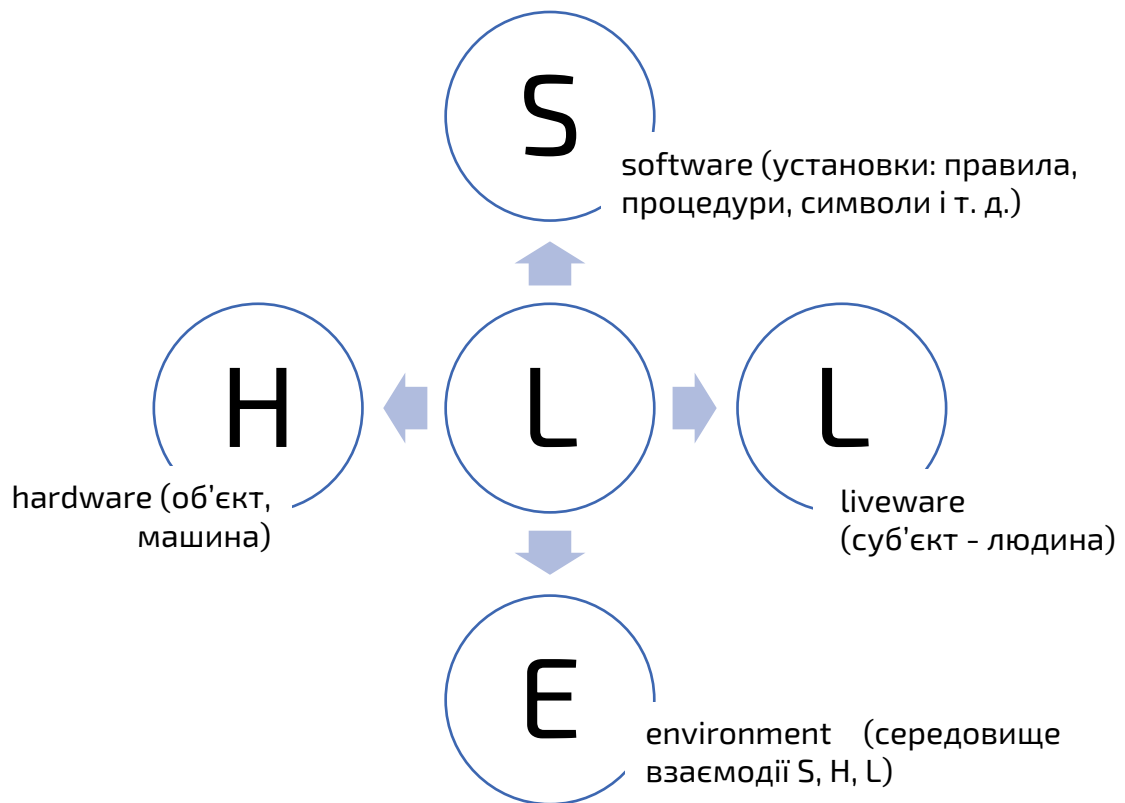 S
software (установки: правила,
процедури, символи і т. д.)
H
L
L
hardware (об’єкт,
машина)
liveware
(суб’єкт - людина)
E
environment (середовище
взаємодії S, H, L)